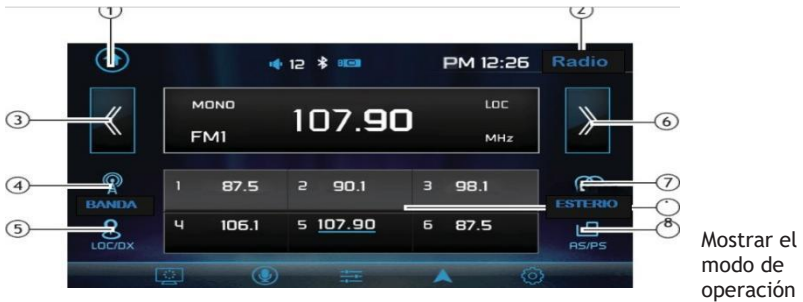 1
2
12
PM 12:26
Radio
MONO
107.90
LOC
FM1
MHz
3
6
4
BANDA
1 87.5
2 90.1
3 98.1
7
ESTERIO
5
LOC/DX
4 106.1
5 107.90
6 87.5
8
AS/PS
Mostrar el
modo de
operación